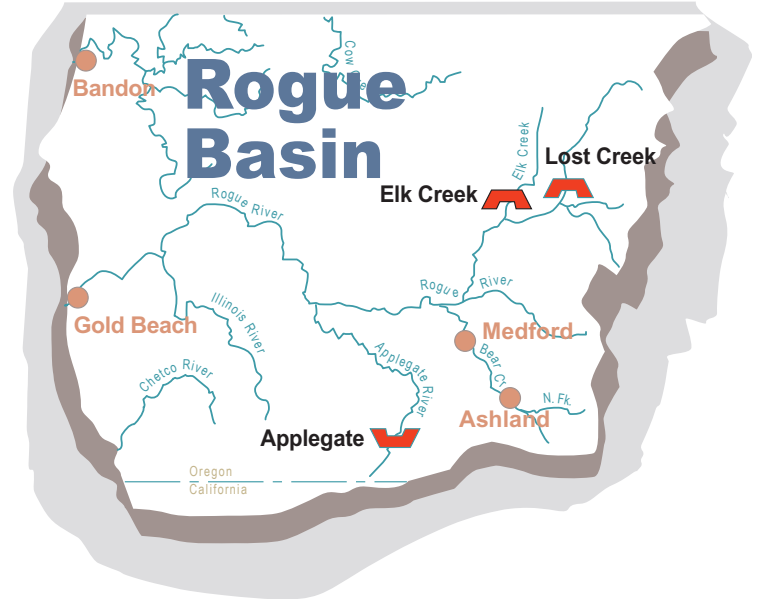 Bandon
Cow Creek
Rogue
Basin
Elk Creek
Lost Creek
Elk Creek
Rogue River
Rogue River
Gold Beach
Illinois River
Medford
Chetco River
Applegate River
Bear Cr.
N. Fk.
Ashland
Applegate
Oregon
California